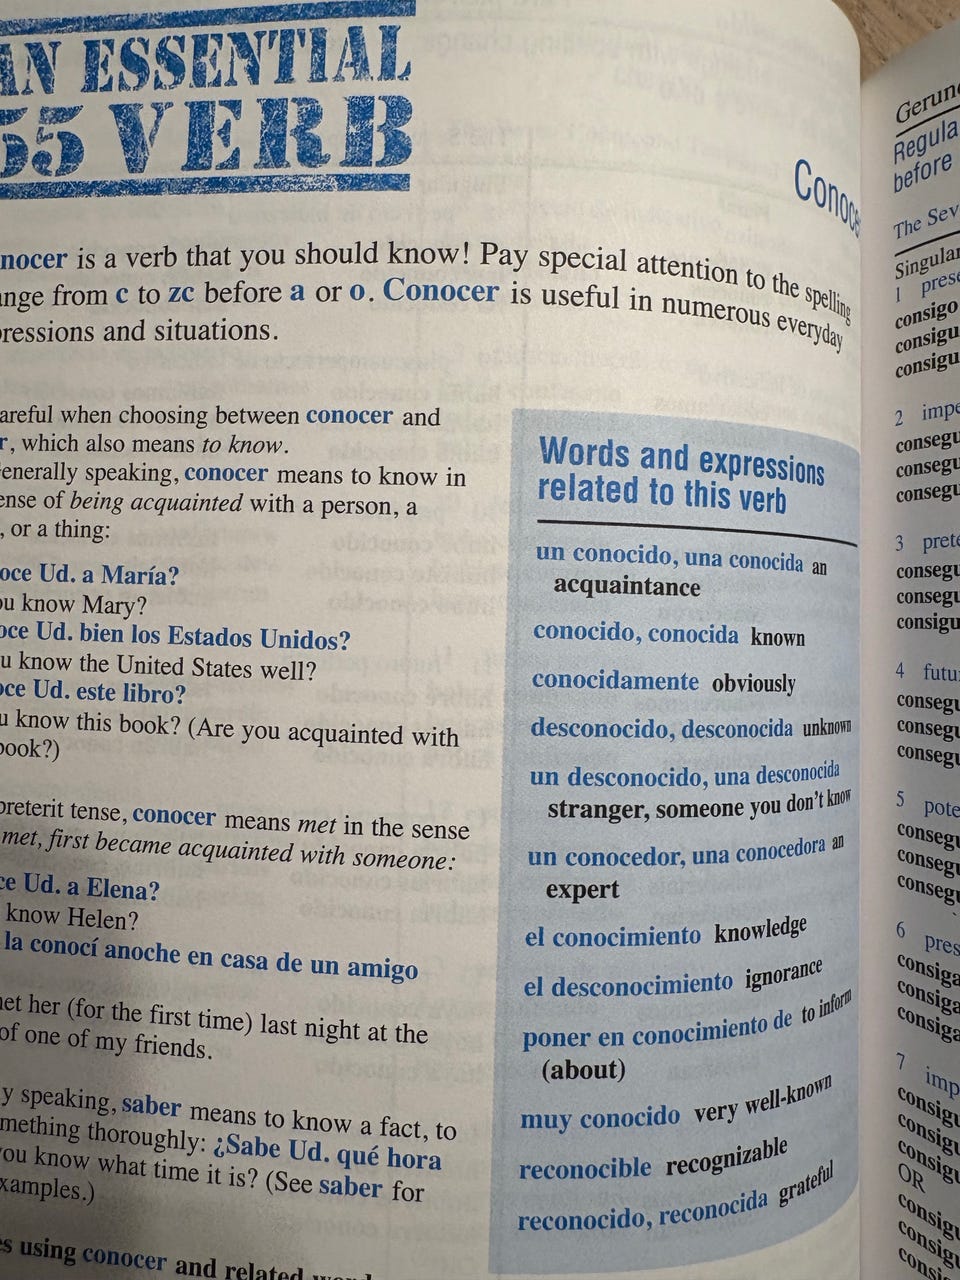 AN ESSENTIAL
55 VERB
Conoce
nocer is a verb that you should know! Pay special attention to the spelling
ange from c to zc before a or o. Conocer is useful in numerous everyday
pressions and situations.
areful when choosing between conocer and
r, which also means to know.
enerally speaking, conocer means to know in
ense of being acquainted with a person, a
, or a thing:
oce Ud. a María?
ou know Mary?
oce Ud. bien los Estados Unidos?
u know the United States well?
oce Ud. este libro?
u know this book? (Are you acquainted with
book?)
preterit tense, conocer means met in the sense
met, first became acquainted with someone:
ce Ud. a Elena?
know Helen?
la conocí anoche en casa de un amigo
net her (for the first time) last night at the
of one of my friends.
y speaking, saber means to know a fact, to
mething thoroughly: ¿Sabe Ud. qué hora
you know what time it is? (See saber for
xamples.)
es using conocer and related
Words and expressions
related to this verb
un conocido, una conocida an
acquaintance
conocido, conocida known
conocidamente obviously
desconocido, desconocida unknown
un desconocido, una desconocida
stranger, someone you don't know
un conocedor, una conocedora an
expert
el conocimiento knowledge
el desconocimiento ignorance
poner en conocimiento de to inform
(about)
muy conocido very well-known
reconocible recognizable
reconocido, reconocida grateful
Gerun
Regula
before
The Sev
Singular
1 prese
consigo
consigu
consigu
2 impe
consegu
consegu
consegu
3 prete
consegu
consegu
consigu
4 futu
consegu
consegu
consegu
5 pote
consegu
consegu
consegu
6 pres
consiga
consiga
consiga
7 imp
consigu
consigu
consigu
OR
consigu
consigu
consi